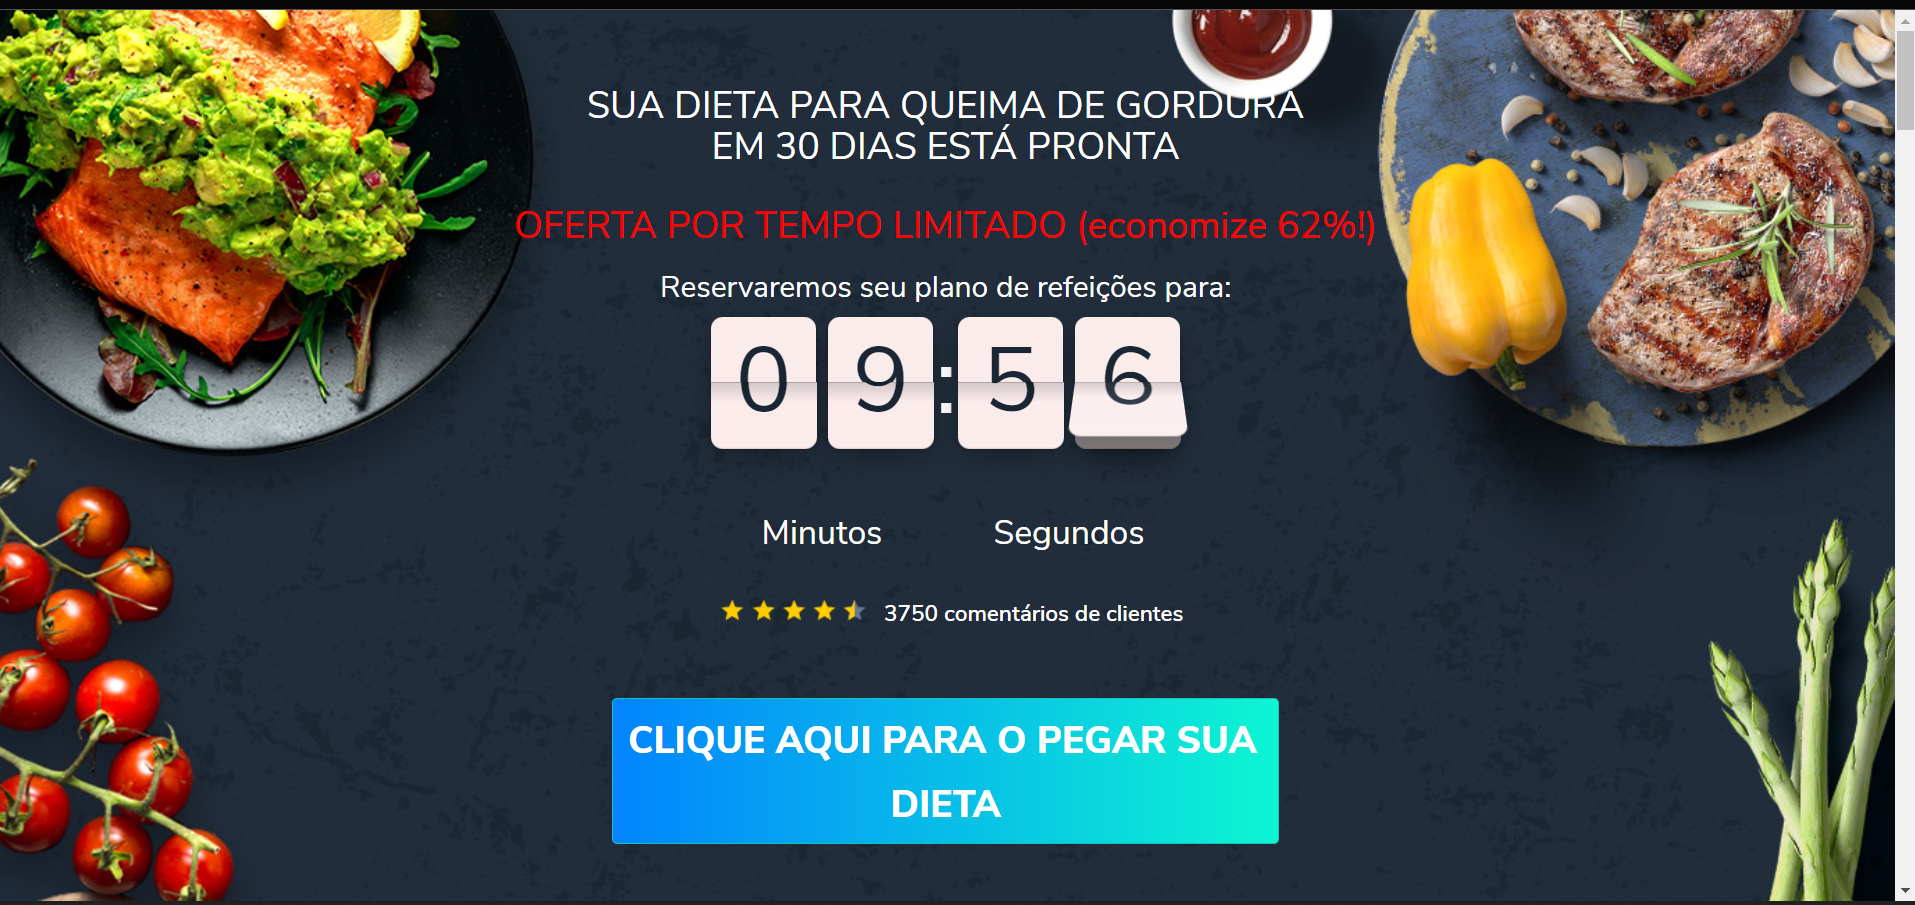 SUA DIETA PARA QUEIMA DE GORDURA
EM 30 DIAS ESTÁ PRONTA
OFERTA POR TEMPO LIMITADO (economize 62%!)
Reservaremos seu plano de refeições para:
09:56
Minutos Segundos
3750 comentários de clientes
CLIQUE AQUI PARA O PEGAR SUA
DIETA